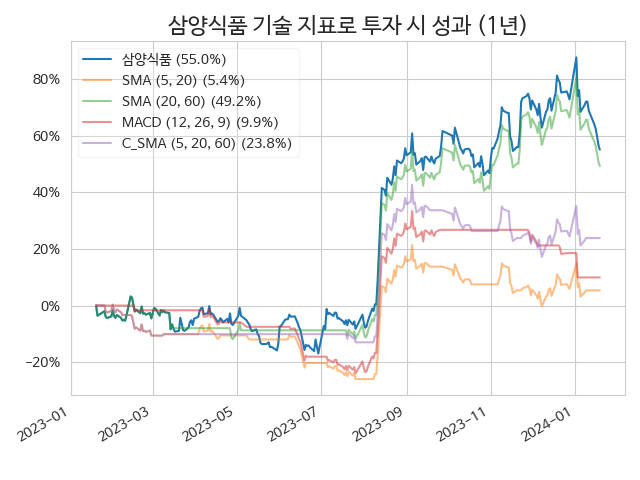 삼양식품 기술 지표로 투자 시 성과 (1년)
삼양식품 (55.0%)
SMA (5, 20) (5.4%)
SMA (20, 60) (49.2%)
MACD (12, 26, 9) (9.9%)
C_SMA (5, 20, 60) (23.8%)
80%
60%
40%
20%
0%
−20%
2023-01
2023-03
2023-05
2023-07
2023-09
2023-11
2024-01